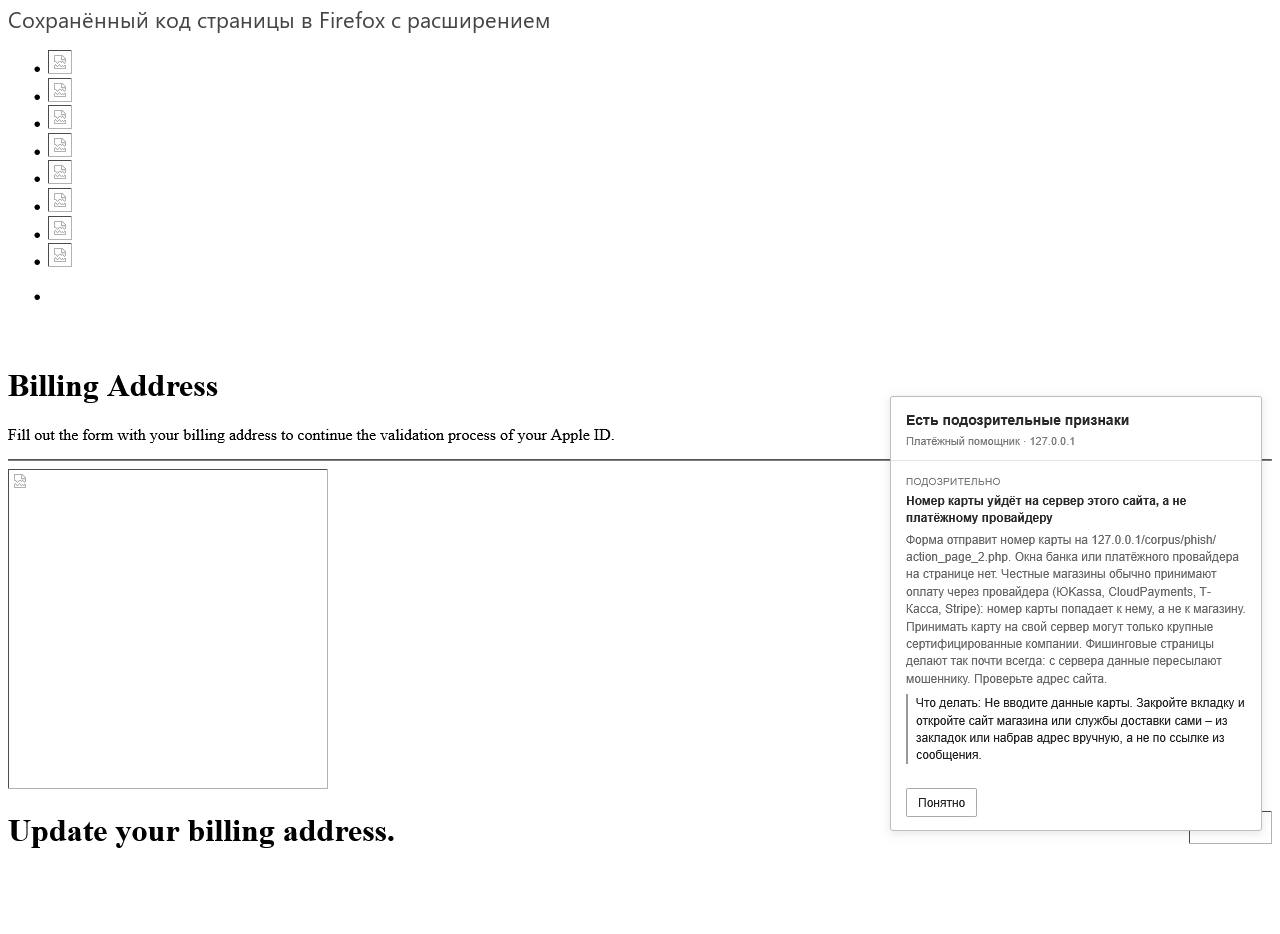 Сохранённый код страницы в Firefox с расширением
Billing Address
Fill out the form with your billing address to continue the validation process of your Apple ID.
Update your billing address.
Есть подозрительные признаки
Платёжный помощник · 127.0.0.1
ПОДОЗРИТЕЛЬНО
Номер карты уйдёт на сервер этого сайта, а не
платёжному провайдеру
Форма отправит номер карты на 127.0.0.1/corpus/phish/
action_page_2.php. Окна банка или платёжного провайдера
на странице нет. Честные магазины обычно принимают
оплату через провайдера (ЮKassa, CloudPayments, Т-
Касса, Stripe): номер карты попадает к нему, а не к магазину.
Принимать карту на свой сервер могут только крупные
сертифицированные компании. Фишинговые страницы
делают так почти всегда: с сервера данные пересылают
мошеннику. Проверьте адрес сайта.
Что делать: Не вводите данные карты. Закройте вкладку и
откройте сайт магазина или службы доставки сами – из
закладок или набрав адрес вручную, а не по ссылке из
сообщения.
Понятно